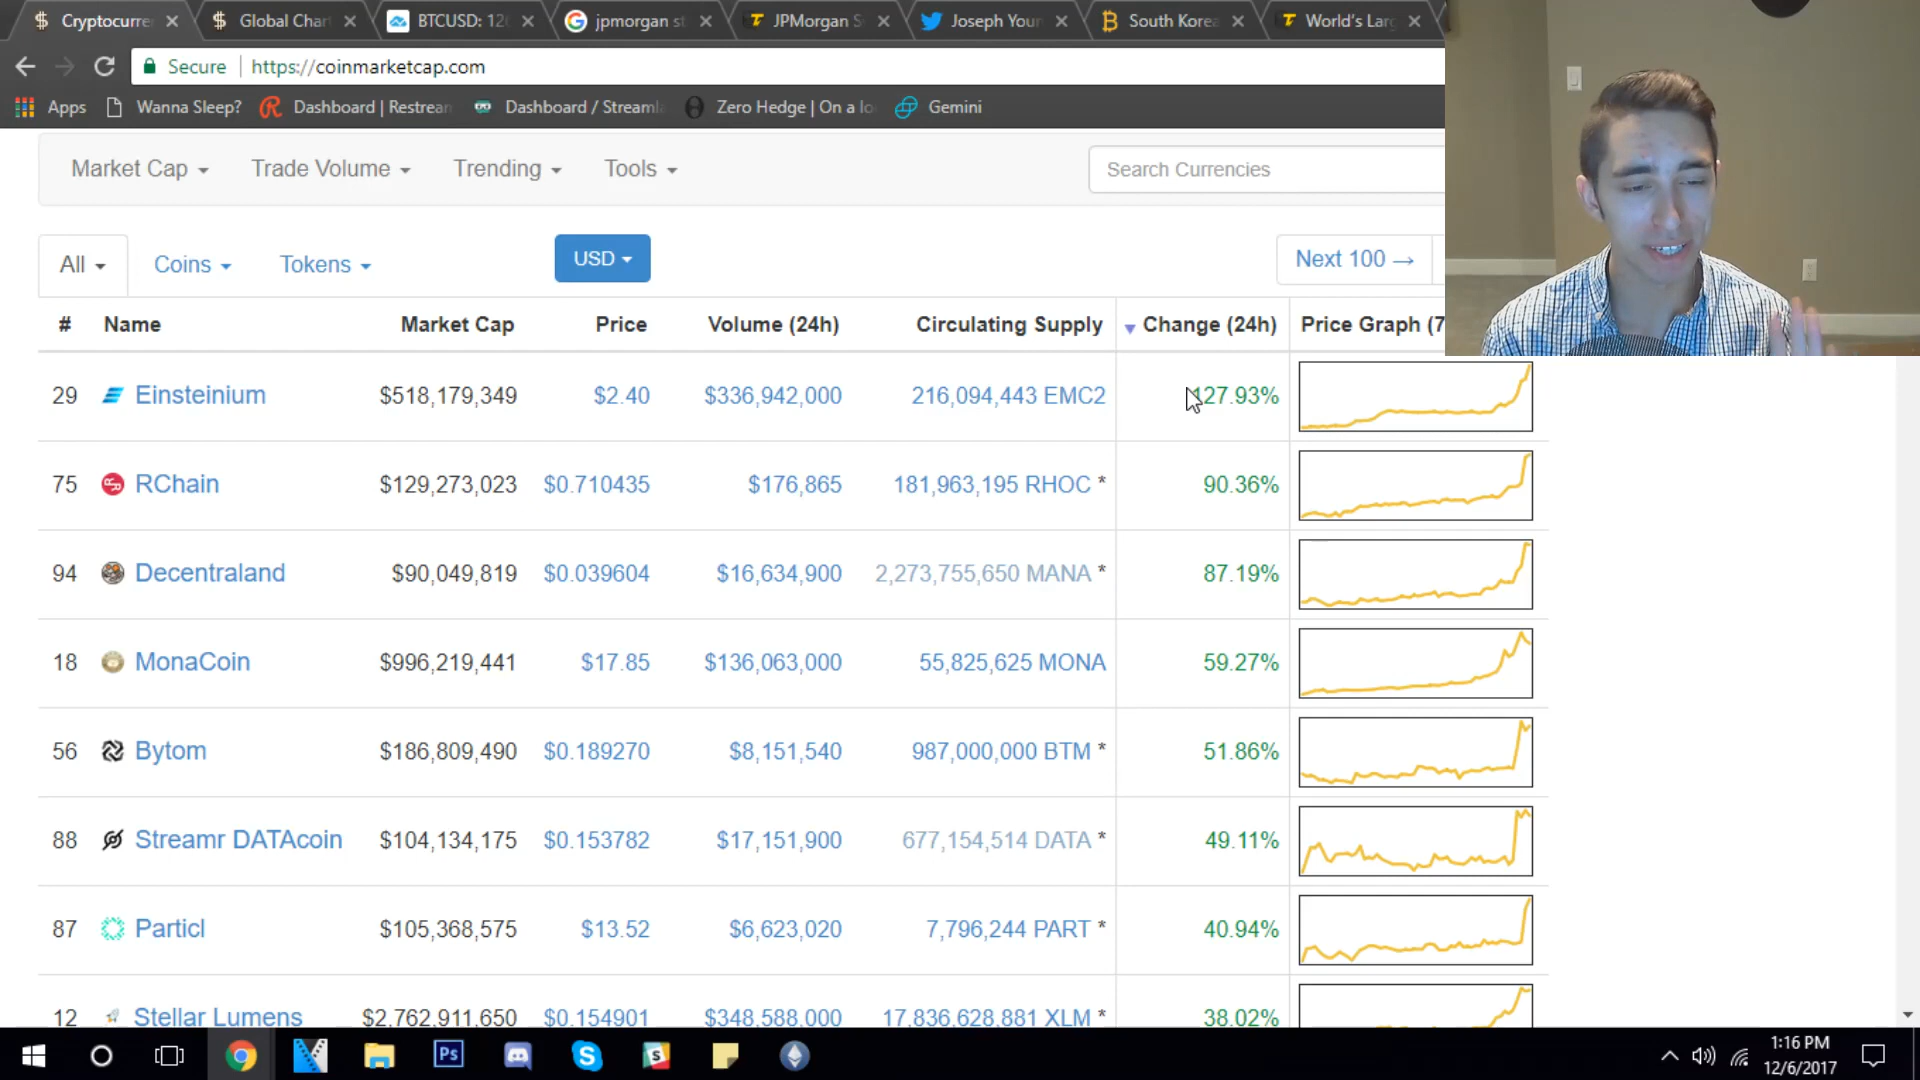 Cryptocurre Global Char BTCUSD: 12 jpmorgan st JPMorgan S Joseph Your South Korea World's Larg
Secure https://coinmarketcap.com
Apps Wanna Sleep? Dashboard | Restrean Dashboard / Streaml Zero Hedge | On a lo Gemini
Market Cap Trade Volume Trending Tools Search Currencies
All Coins Tokens USD Next 100 →
# Name Market Cap Price Volume (24h) Circulating Supply Change (24h) Price Graph (7
29 Einsteinium $518,179,349 $2.40 $336,942,000 216,094,443 EMC2 127.93%
75 RChain $129,273,023 $0.710435 $176,865 181,963,195 RHOC * 90.36%
94 Decentraland $90,049,819 $0.039604 $16,634,900 2,273,755,650 MANA * 87.19%
18 MonaCoin $996,219,441 $17.85 $136,063,000 55,825,625 MONA 59.27%
56 Bytom $186,809,490 $0.189270 $8,151,540 987,000,000 BTM * 51.86%
88 Streamr DATAcoin $104,134,175 $0.153782 $17,151,900 677,154,514 DATA * 49.11%
87 Particl $105,368,575 $13.52 $6,623,020 7,796,244 PART * 40.94%
12 Stellar Lumens $2,762,911,650 $0.154901 $348,588,000 17,836,628,881 XLM * 38.02%
Ps
1:16 PM
12/6/2017